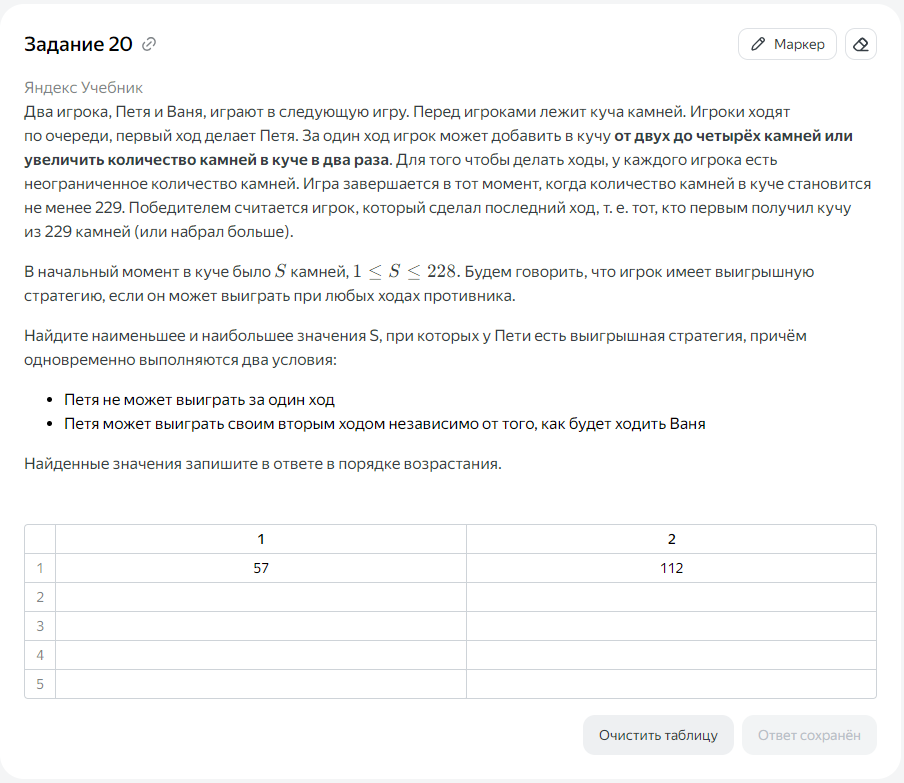 Задание 20
Маркер
Яндекс Учебник
Два игрока, Петя и Ваня, играют в следующую игру. Перед игроками лежит куча камней. Игроки ходят
по очереди, первый ход делает Петя. За один ход игрок может добавить в кучу от двух до четырёх камней или
увеличить количество камней в куче в два раза. Для того чтобы делать ходы, у каждого игрока есть
неограниченное количество камней. Игра завершается в тот момент, когда количество камней в куче становится
не менее 229. Победителем считается игрок, который сделал последний ход, т. е. тот, кто первым получил кучу
из 229 камней (или набрал больше).
В начальный момент в куче было S камней, 1 ≤ S ≤ 228. Будем говорить, что игрок имеет выигрышную
стратегию, если он может выиграть при любых ходах противника.
Найдите наименьшее и наибольшее значения S, при которых у Пети есть выигрышная стратегия, причём
одновременно выполняются два условия:
• Петя не может выиграть за один ход
• Петя может выиграть своим вторым ходом независимо от того, как будет ходить Ваня
Найденные значения запишите в ответе в порядке возрастания.
1 2
1 57 112
2
3
4
5
Очистить таблицу Ответ сохранён